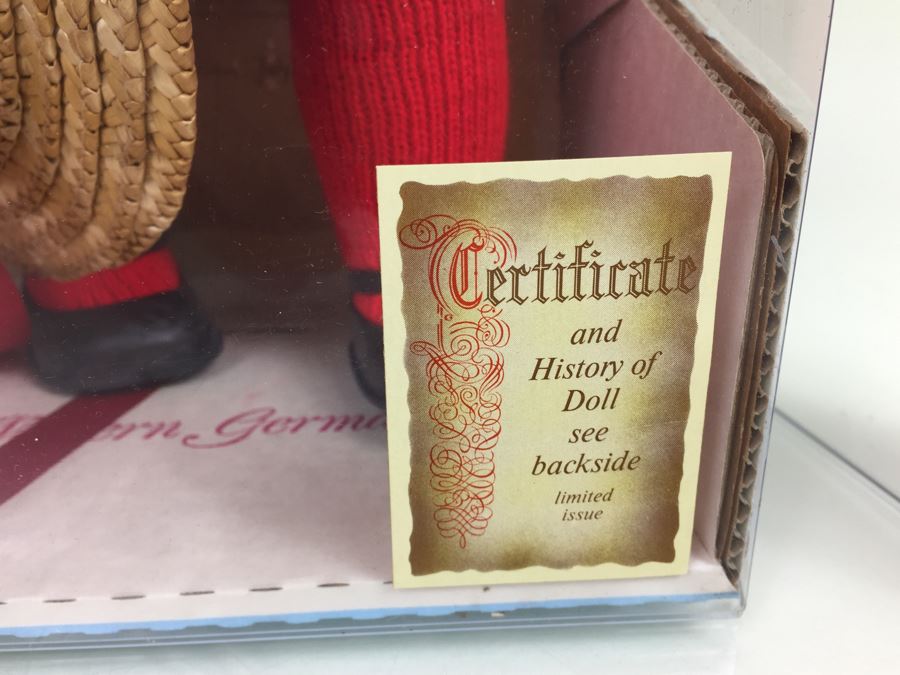 Certificate
and
History of
Doll
see
backside
limited
issue